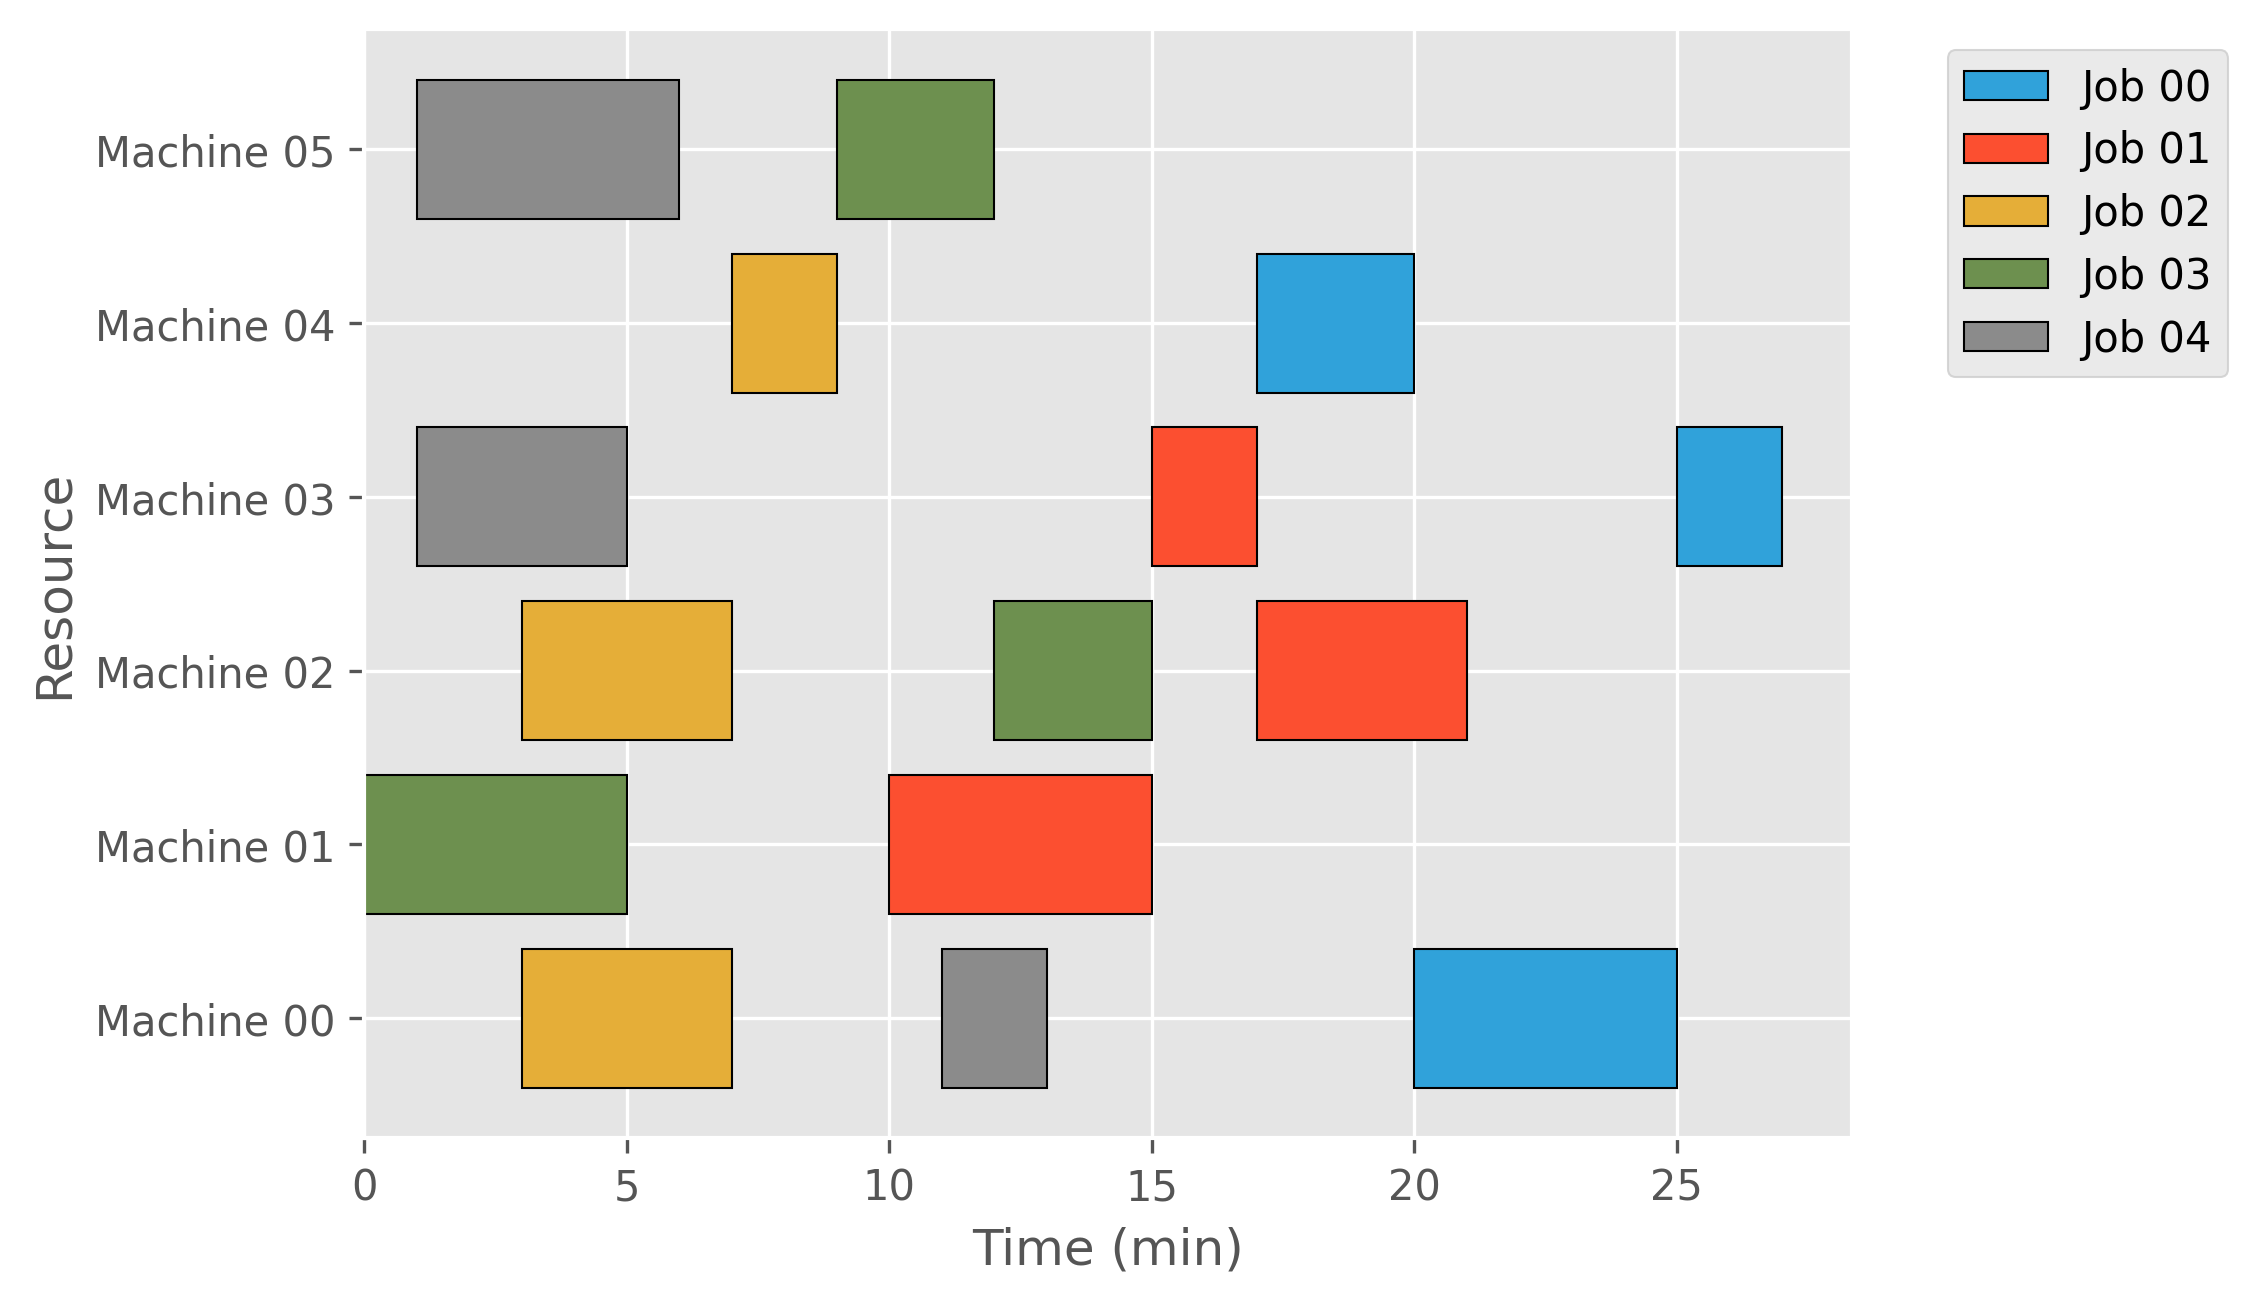 Machine 05
Machine 04
Machine 03
Machine 02
Machine 01
Machine 00
Resource
0 5 10 15 20 25
Time (min)
Job 00
Job 01
Job 02
Job 03
Job 04